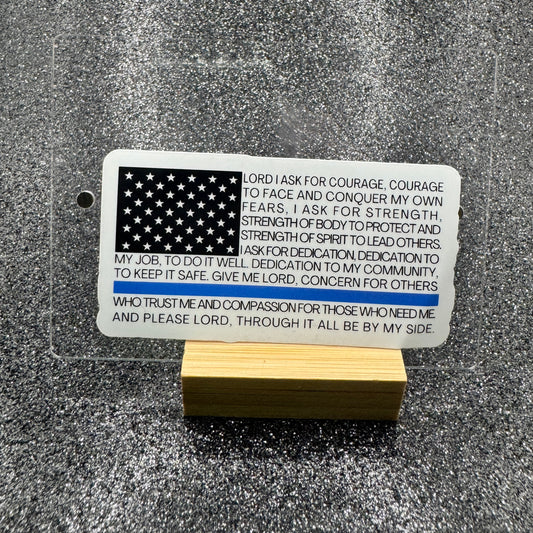 LORD I ASK FOR COURAGE, COURAGE
TO FACE AND CONQUER MY OWN
FEARS, I ASK FOR STRENGTH,
STRENGTH OF BODY TO PROTECT AND
STRENGTH OF SPIRIT TO LEAD OTHERS.
I ASK FOR DEDICATION, DEDICATION TO
MY JOB, TO DO IT WELL. DEDICATION TO MY COMMUNITY,
TO KEEP IT SAFE. GIVE ME LORD, CONCERN FOR OTHERS
WHO TRUST ME AND COMPASSION FOR THOSE WHO NEED ME.
AND PLEASE LORD, THROUGH IT ALL BE BY MY SIDE.